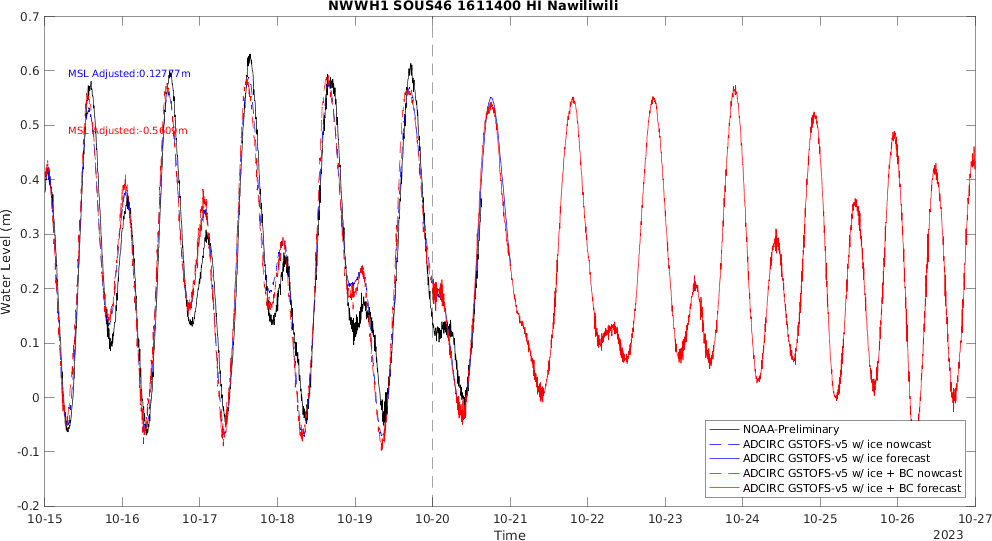 NWWH1 SOUS46 1611400 HI Nawiliwili
0.7
0.6
0.5
0.4
0.3
0.2
0.1
0
-0.1
-0.2
Water Level (m)
MSL Adjusted:0.12777m
MSL Adjusted:-0.5609m
NOAA-Preliminary
ADCIRC GSTOFS-v5 w/ ice nowcast
ADCIRC GSTOFS-v5 w/ ice forecast
ADCIRC GSTOFS-v5 w/ ice + BC nowcast
ADCIRC GSTOFS-v5 w/ ice + BC forecast
10-15 10-16 10-17 10-18 10-19 10-20 10-21 10-22 10-23 10-24 10-25 10-26 10-27
Time
2023